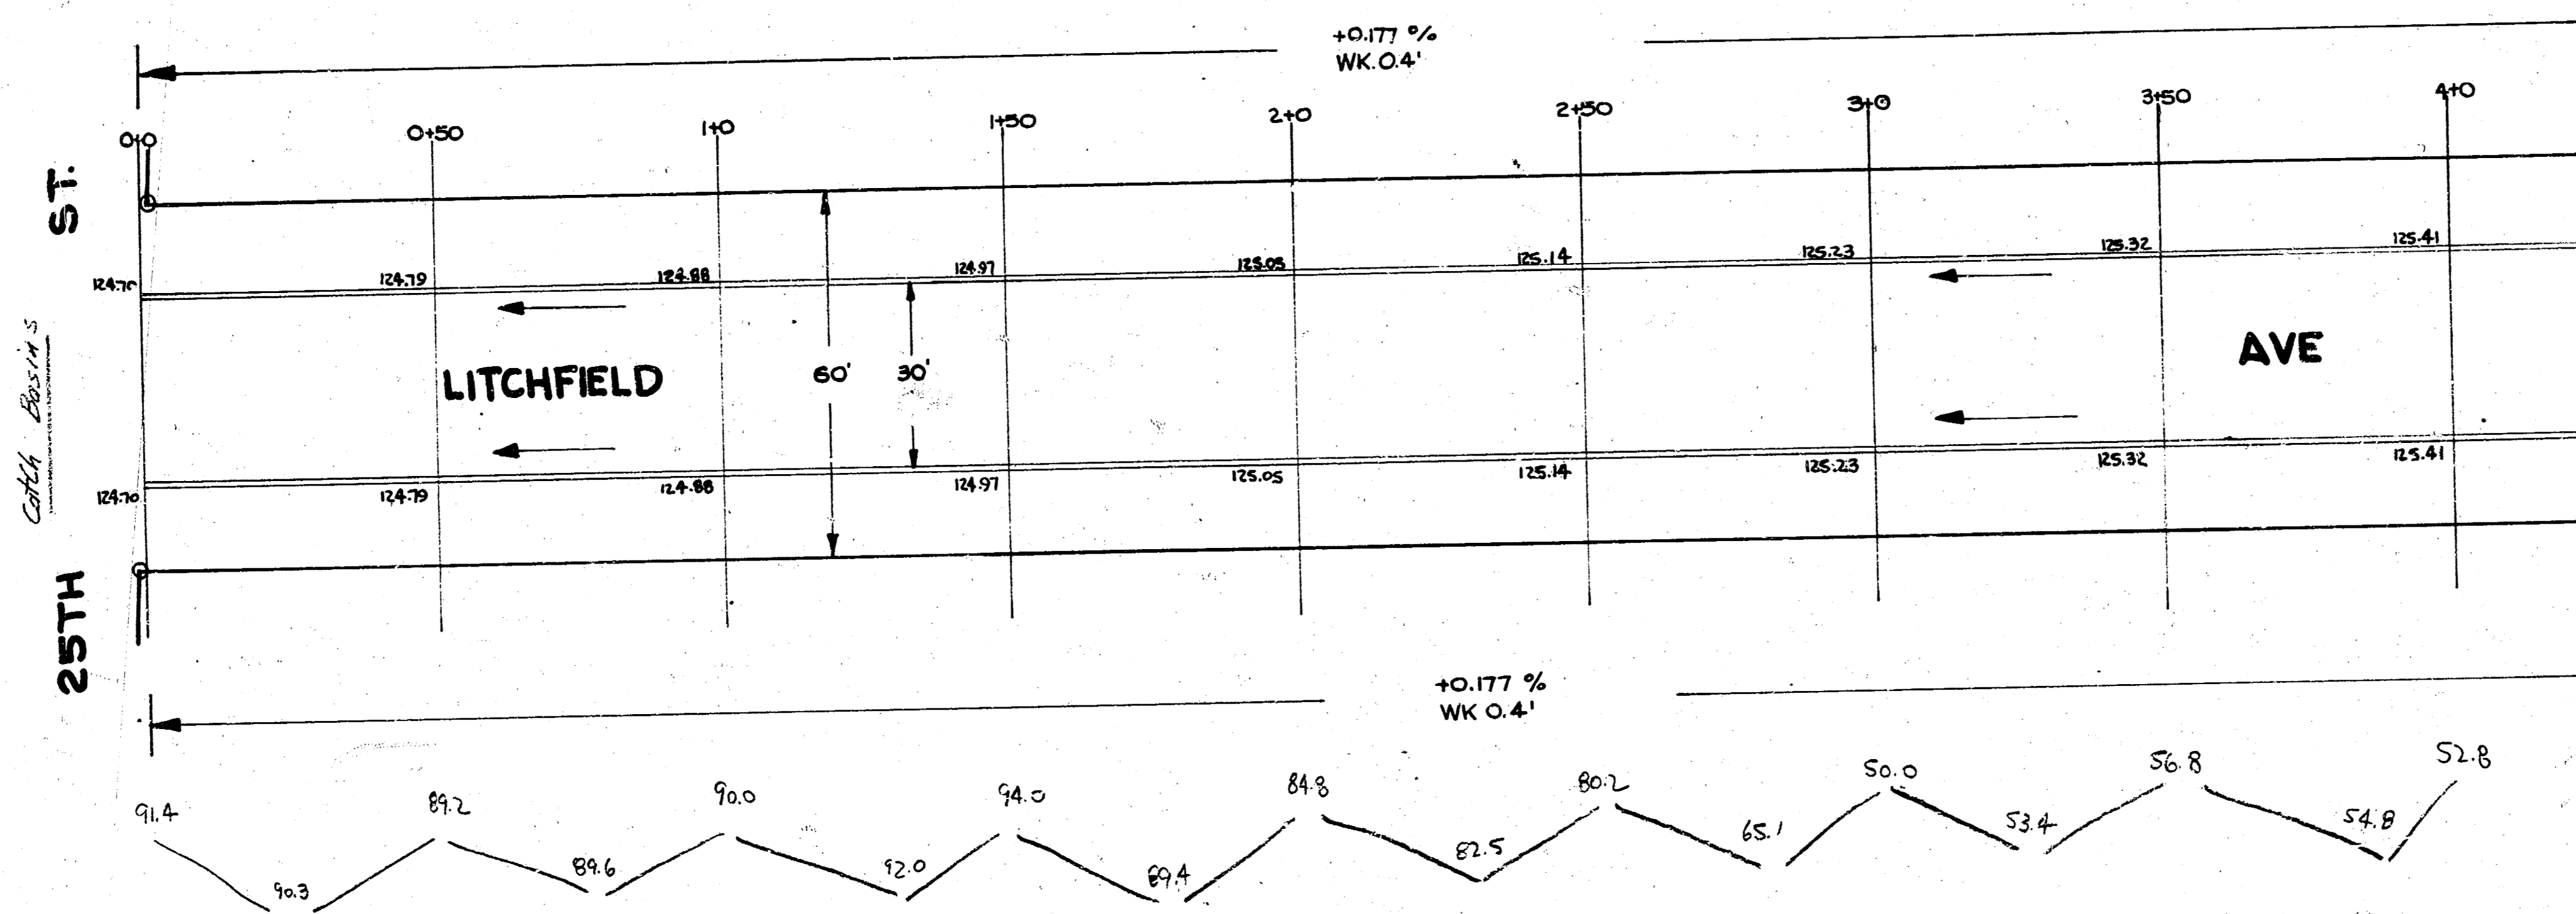 +0.177 %
WK. 0.4'
0+0 0+50 1+0 1+50 2+0 2+50 3+0 3+50 4+0
ST.
124.70 124.79 124.88 124.97 125.05 125.14 125.23 125.32 125.41
Catch Basins
LITCHFIELD 60' 30' AVE
124.70 124.79 124.88 124.97 125.05 125.14 125.23 125.32 125.41
25TH
+0.177 %
WK 0.4'
91.4 89.2 90.0 94.0 84.8 80.2 50.0 56.8 52.8
90.3 89.6 92.0 89.4 82.5 65.1 53.4 54.8